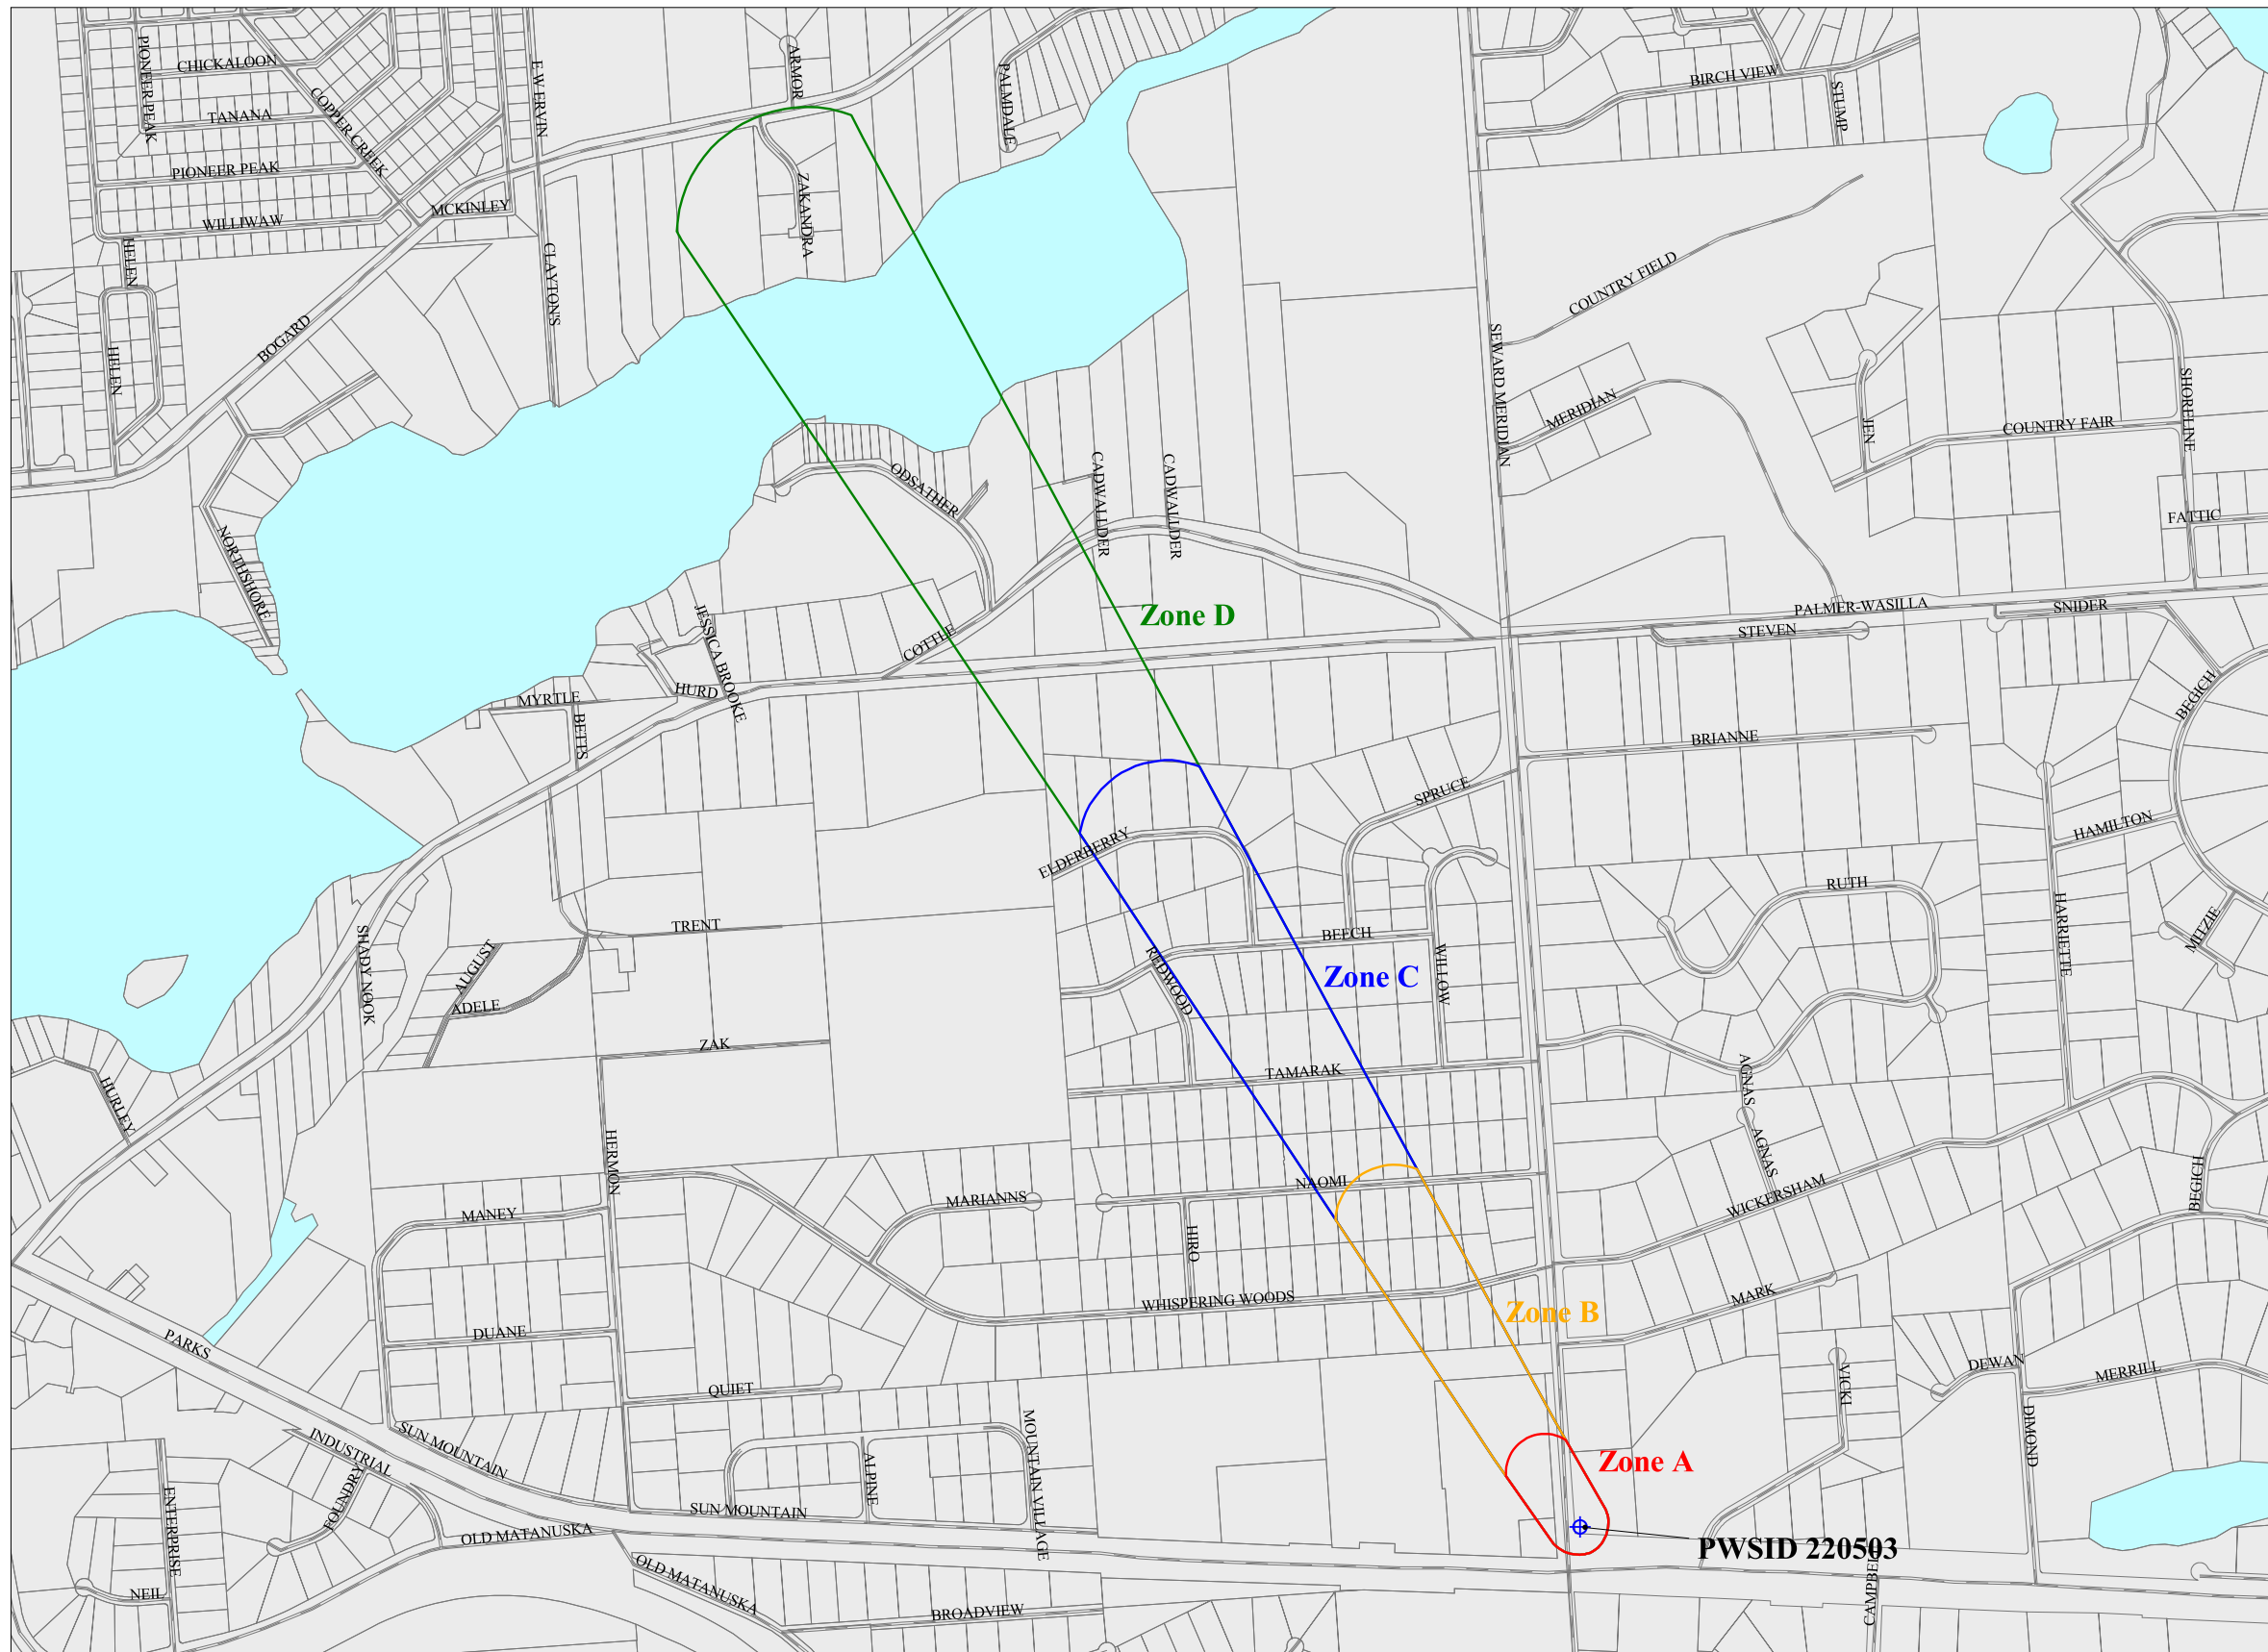 PIONEER PEAK
CHICKALOON
TANANA
COPPER CREEK
E W ERVIN
ARMOR
PALMDALE
BIRCH VIEW
STUMP
PIONEER PEAK
WILLIWAW
MCKINLEY
ZAKANDRA
HELEN
CLAYTON'S
COUNTRY FIELD
BOGARD
HELEN
SEWARD MERIDIAN
MERIDIAN
JEN
COUNTRY FAIR
SHORELINE
ODSATHER
CADWALLDER
CADWALLDER
FATTIC
NORTHSHORE
Zone D
PALMER-WASILLA
SNIDER
STEVEN
JESSICA BROOKE
COTTLE
HURD
MYRTLE
BETTS
BEGICH
BRIANNE
SPRUCE
ELDERBERRY
HAMILTON
RUTH
TRENT
SHADY NOOK
AUGUST
ADELE
BEECH
REDWOOD
WILLOW
Zone C
HARRIETTE
MITZIE
ZAK
TAMARAK
AGNAS
AGNAS
HURLEY
HERMON
MARIANNS
NAOMI
MANEY
HIRO
WICKERSHAM
BEGICH
WHISPERING WOODS
Zone B
MARK
PARKS
DUANE
QUIET
VICKI
DEWAN
MERRILL
DIMOND
SUN MOUNTAIN
INDUSTRIAL
FOUNDRY
ALPINE
MOUNTAIN VILLAGE
Zone A
ENTERPRISE
SUN MOUNTAIN
OLD MATANUSKA
PWSID 220503
OLD MATANUSKA
NEIL
BROADVIEW